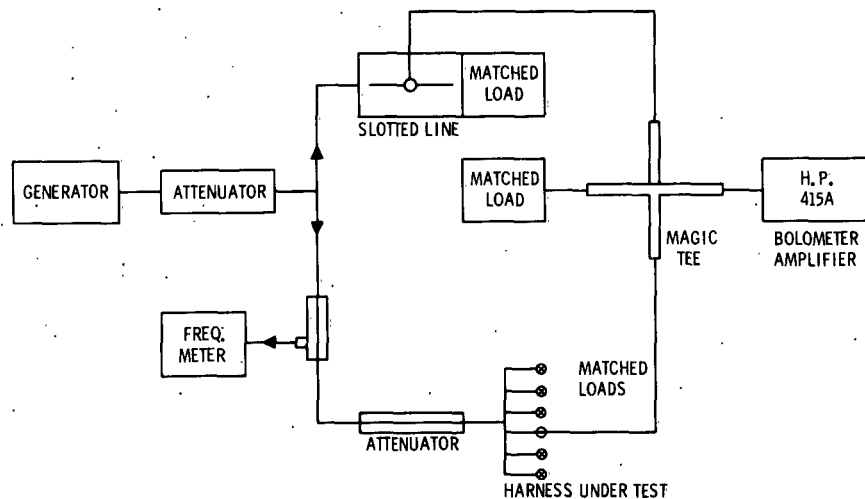 MATCHED
LOAD
SLOTTED LINE
GENERATOR
ATTENUATOR
MATCHED
LOAD
H.P.
415A
MAGIC
TEE
BOLOMETER
AMPLIFIER
FREQ.
METER
MATCHED
LOADS
ATTENUATOR
HARNESS UNDER TEST